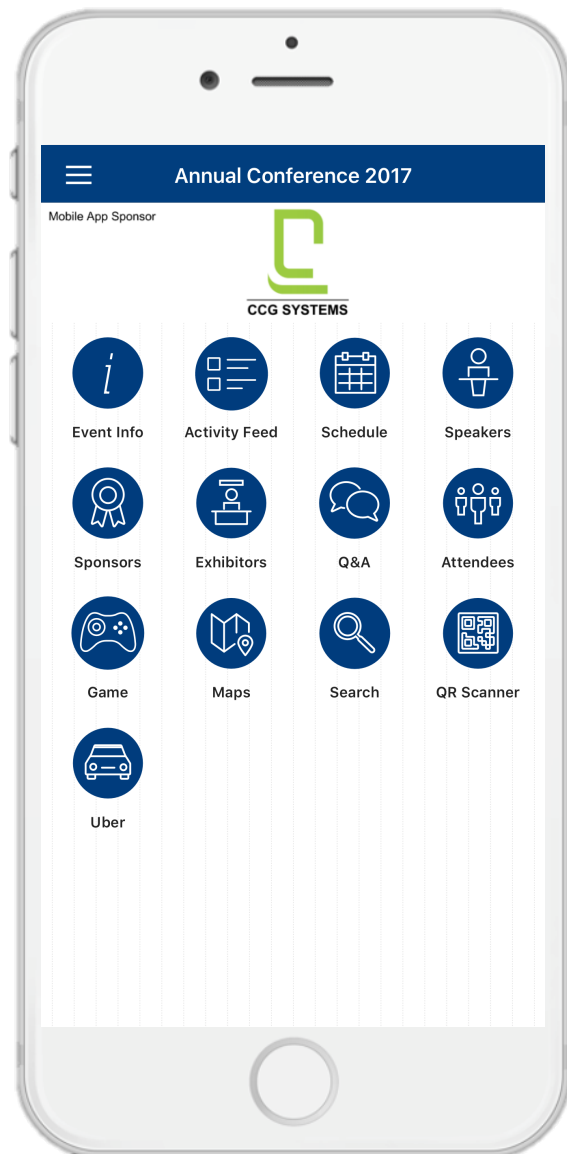 Annual Conference 2017
Mobile App Sponsor
CCG SYSTEMS
Event Info
Activity Feed
Schedule
Speakers
Sponsors
Exhibitors
Q&A
Attendees
Game
Maps
Search
QR Scanner
Uber